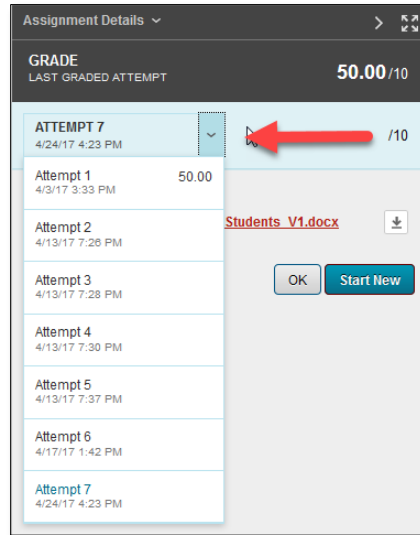 Assignment Details
GRADE
LAST GRADED ATTEMPT
50.00/10
ATTEMPT 7
4/24/17 4:23 PM
/10
Attempt 1 50.00
4/3/17 3:33 PM
Attempt 2
4/13/17 7:26 PM
Students_V1.docx
Attempt 3
4/13/17 7:28 PM
OK Start New
Attempt 4
4/13/17 7:30 PM
Attempt 5
4/13/17 7:37 PM
Attempt 6
4/17/17 1:42 PM
Attempt 7
4/24/17 4:23 PM